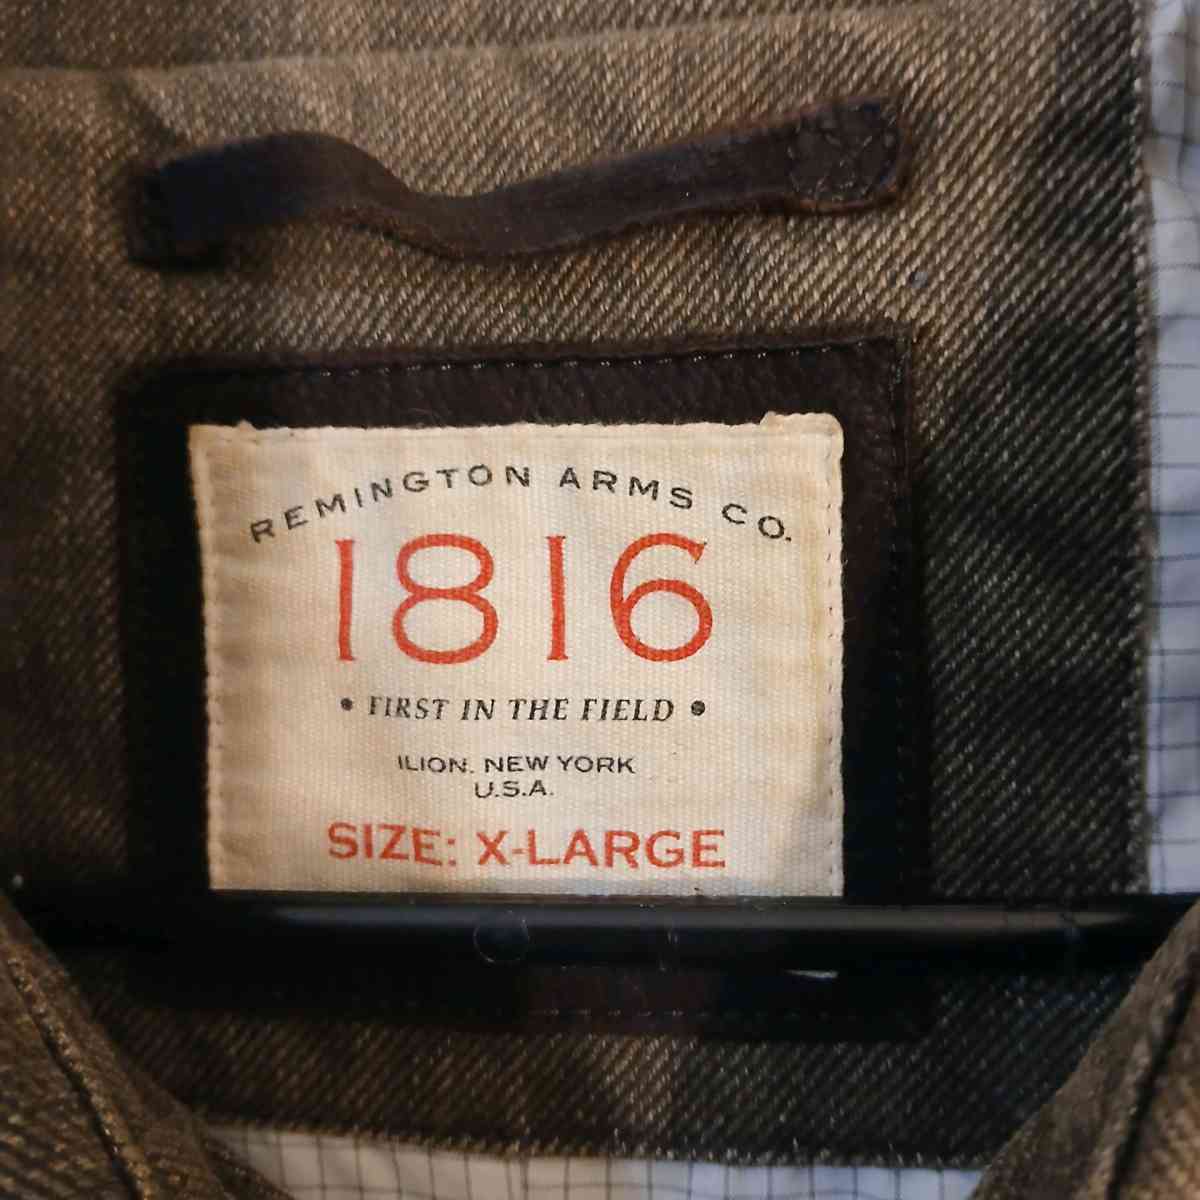 REMINGTON ARMS CO.
1816
• FIRST IN THE FIELD •
ILION. NEW YORK
U.S.A.
SIZE: X-LARGE